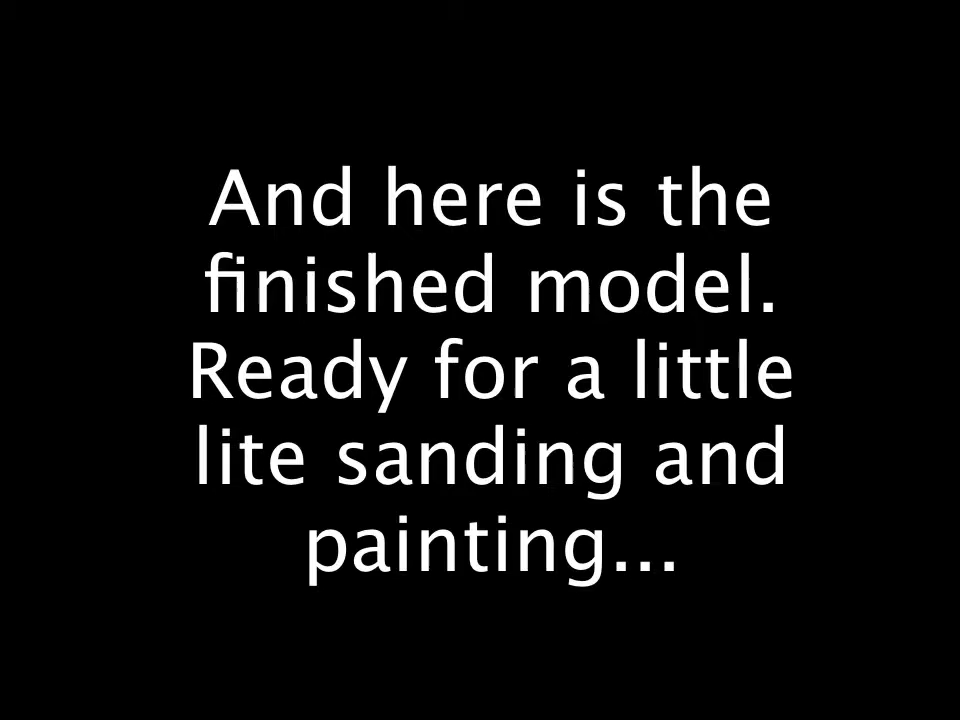 And here is the
finished model.
Ready for a little
lite sanding and
painting...